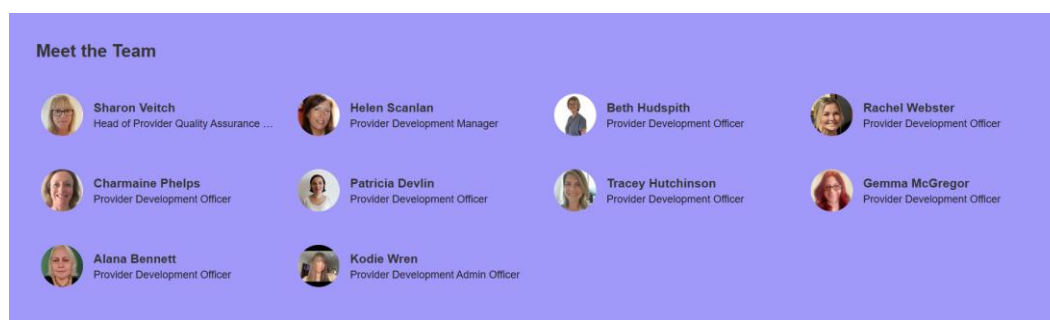 Meet the Team
Sharon Veitch
Head of Provider Quality Assurance ...
Helen Scanlan
Provider Development Manager
Beth Hudspith
Provider Development Officer
Rachel Webster
Provider Development Officer
Charmaine Phelps
Provider Development Officer
Patricia Devlin
Provider Development Officer
Tracey Hutchinson
Provider Development Officer
Gemma McGregor
Provider Development Officer
Alana Bennett
Provider Development Officer
Kodie Wren
Provider Development Admin Officer